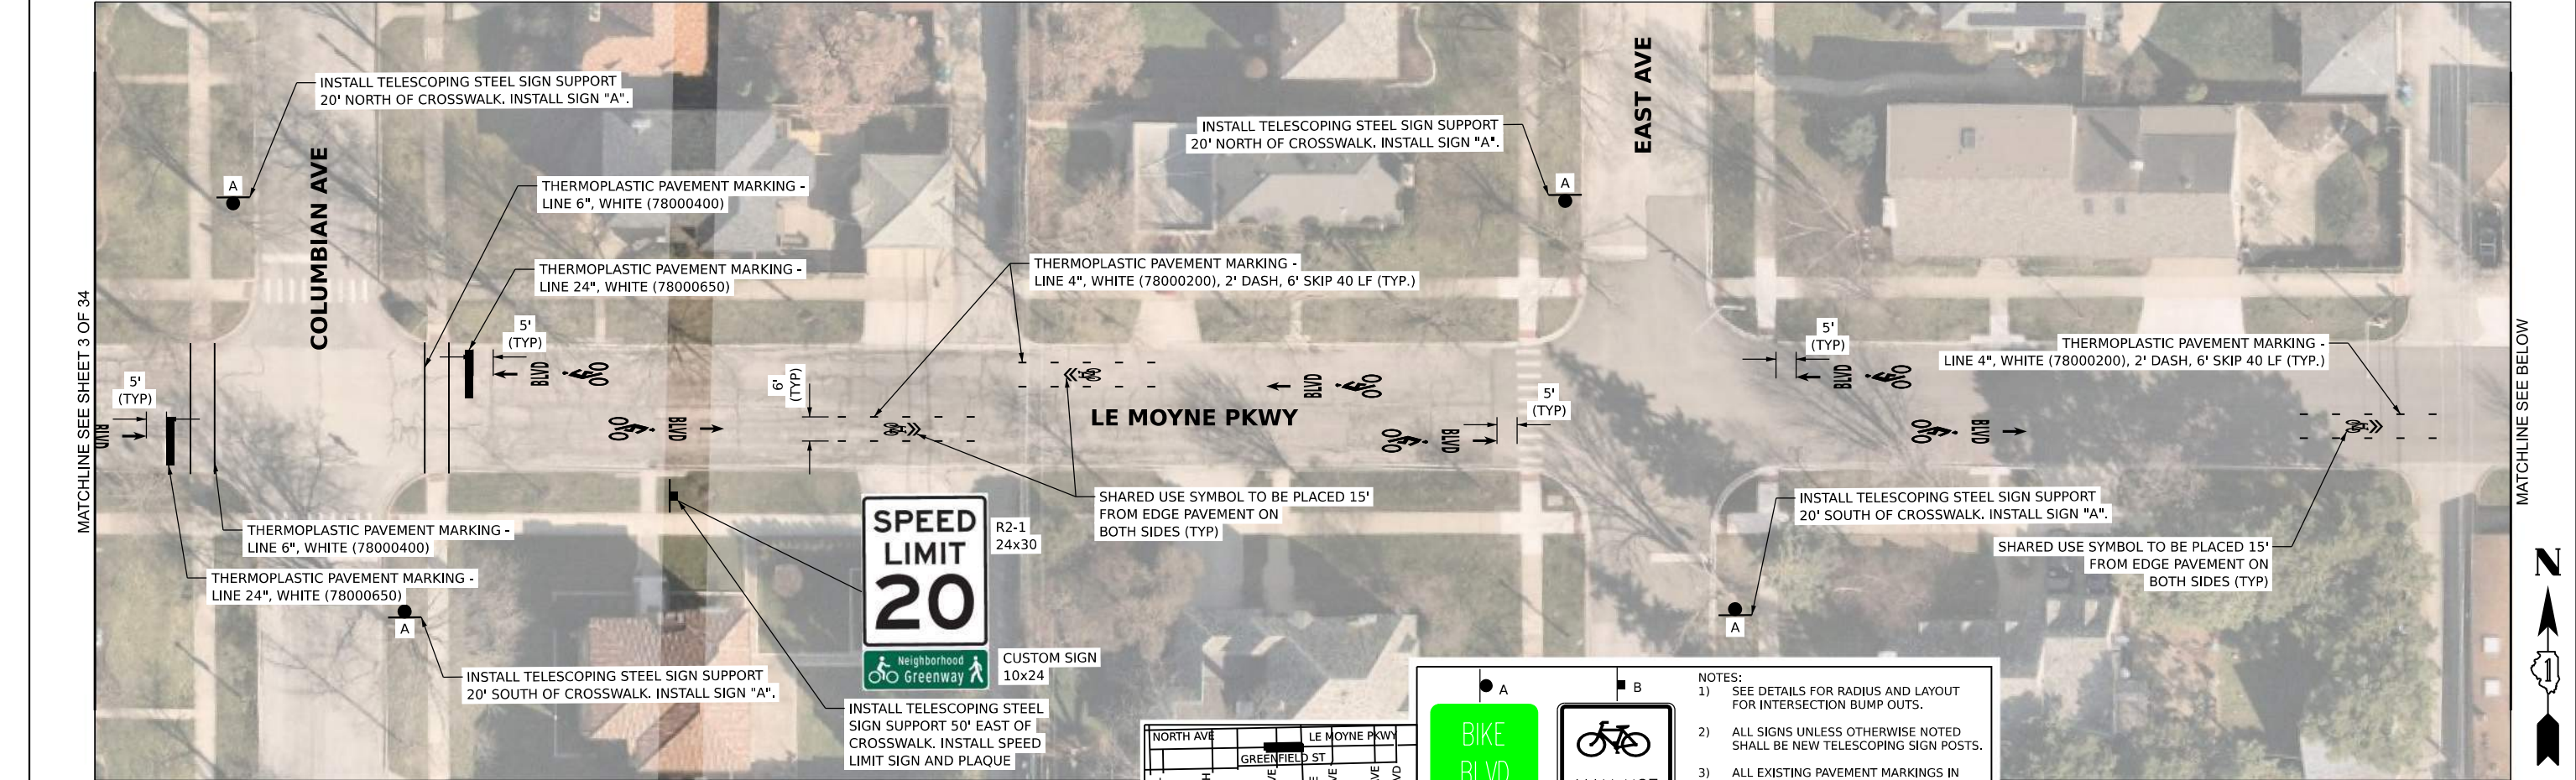 INSTALL TELESCOPING STEEL SIGN SUPPORT
20' NORTH OF CROSSWALK. INSTALL SIGN "A".
A
COLUMBIAN AVE
THERMOPLASTIC PAVEMENT MARKING -
LINE 6", WHITE (78000400)
THERMOPLASTIC PAVEMENT MARKING -
LINE 24", WHITE (78000650)
INSTALL TELESCOPING STEEL SIGN SUPPORT
20' NORTH OF CROSSWALK. INSTALL SIGN "A".
A
EAST AVE
THERMOPLASTIC PAVEMENT MARKING -
LINE 4", WHITE (78000200), 2' DASH, 6' SKIP 40 LF (TYP.)
MATCHLINE SEE SHEET 3 OF 34
5'
(TYP)
BLVD
5'
(TYP)
BLVD
BLVD
6'
(TYP)
LE MOYNE PKWY
BLVD
BLVD
5'
(TYP)
5'
(TYP)
BLVD
BLVD
THERMOPLASTIC PAVEMENT MARKING -
LINE 4", WHITE (78000200), 2' DASH, 6' SKIP 40 LF (TYP.)
MATCHLINE SEE BELOW
THERMOPLASTIC PAVEMENT MARKING -
LINE 6", WHITE (78000400)
THERMOPLASTIC PAVEMENT MARKING -
LINE 24", WHITE (78000650)
A
INSTALL TELESCOPING STEEL SIGN SUPPORT
20' SOUTH OF CROSSWALK. INSTALL SIGN "A".
SPEED
LIMIT
20
R2-1
24x30
Neighborhood
Greenway
CUSTOM SIGN
10x24
INSTALL TELESCOPING STEEL
SIGN SUPPORT 50' EAST OF
CROSSWALK. INSTALL SPEED
LIMIT SIGN AND PLAQUE
SHARED USE SYMBOL TO BE PLACED 15'
FROM EDGE PAVEMENT ON
BOTH SIDES (TYP)
INSTALL TELESCOPING STEEL SIGN SUPPORT
20' SOUTH OF CROSSWALK. INSTALL SIGN "A".
A
SHARED USE SYMBOL TO BE PLACED 15'
FROM EDGE PAVEMENT ON
BOTH SIDES (TYP)
N
1
NORTH AVE
LE MOYNE PKWY
GREENFIELD ST
A
BIKE
BLVD
B
NOTES:
1) SEE DETAILS FOR RADIUS AND LAYOUT
FOR INTERSECTION BUMP OUTS.
2) ALL SIGNS UNLESS OTHERWISE NOTED
SHALL BE NEW TELESCOPING SIGN POSTS.
3) ALL EXISTING PAVEMENT MARKINGS IN